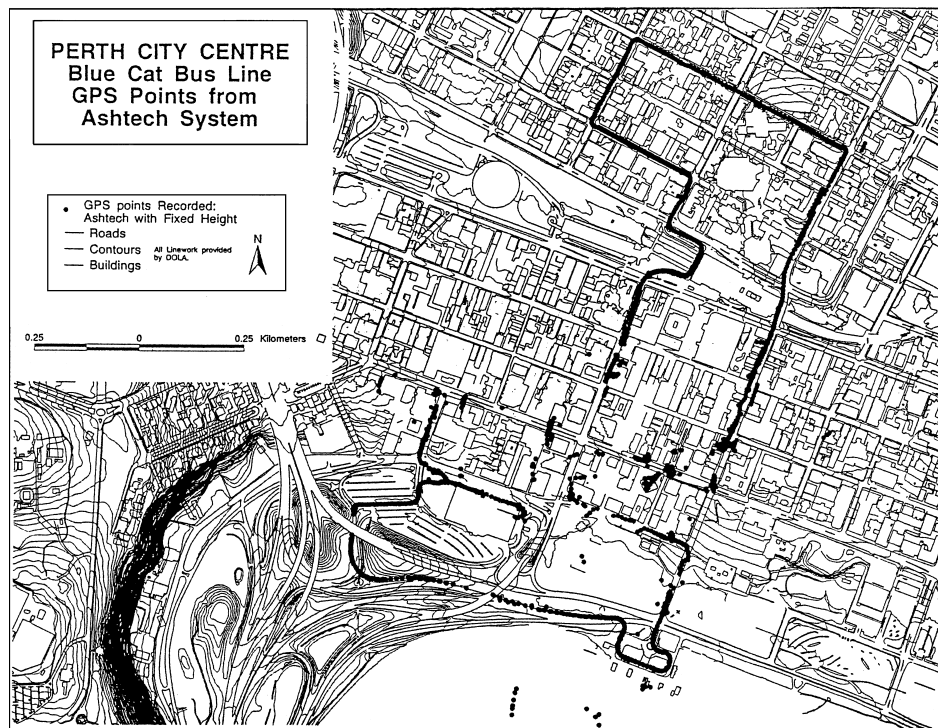 PERTH CITY CENTRE
Blue Cat Bus Line
GPS Points from
Ashtech System
• GPS points Recorded:
Ashtech with Fixed Height
Roads
Contours
All Linework provided
by DOLA.
Buildings
N
0.25 0 0.25 Kilometers